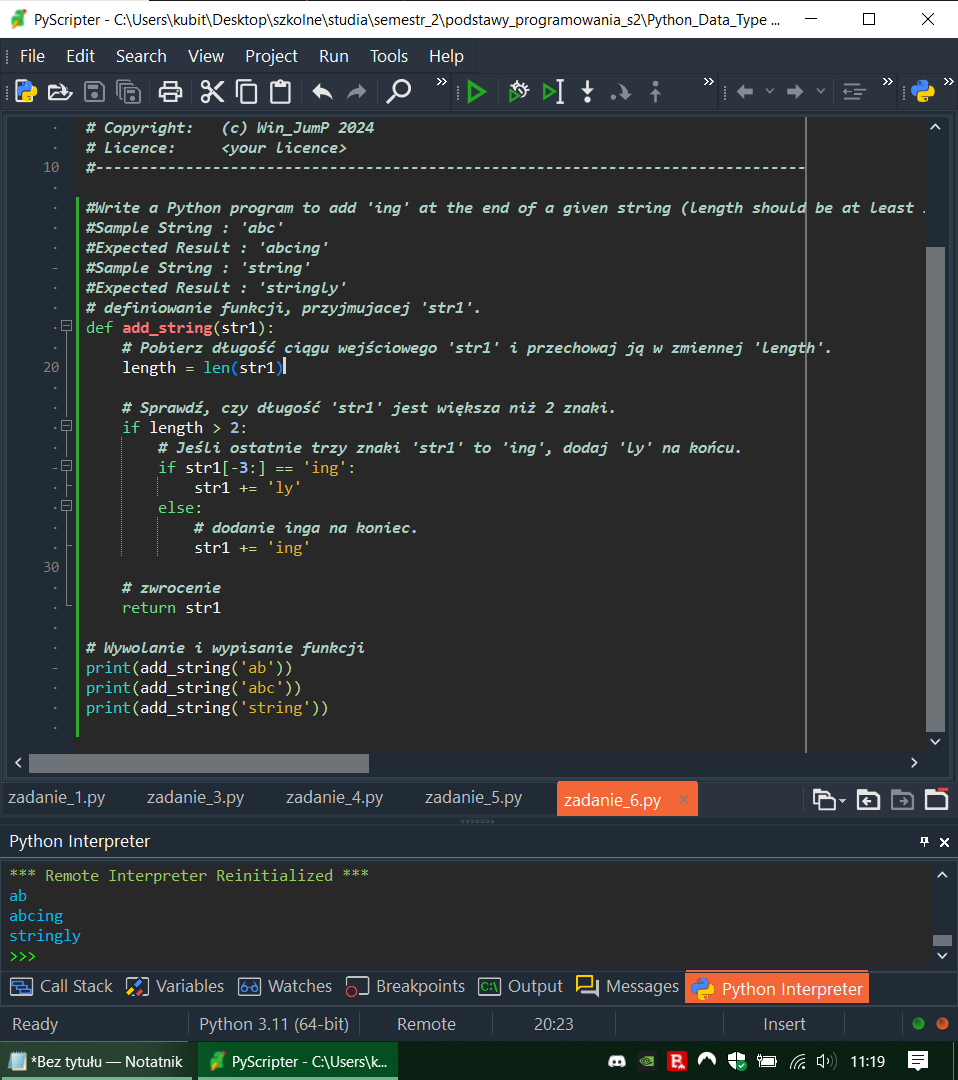 PyScripter - C:\Users\kubit\Desktop\szkolne\studia\semestr_2\podstawy_programowania_s2\Python_Data_Type ...
File Edit Search View Project Run Tools Help
# Copyright:   (c) Win_JumP 2024
# Licence:     <your licence>
10 #-------------------------------------------------------------------------------
#Write a Python program to add 'ing' at the end of a given string (length should be at least
#Sample String : 'abc'
#Expected Result : 'abcing'
#Sample String : 'string'
#Expected Result : 'stringly'
# definiowanie funkcji, przyjmujacej 'str1'.
def add_string(str1):
    # Pobierz długość ciągu wejściowego 'str1' i przechowaj ją w zmiennej 'length'.
20     length = len(str1)
    # Sprawdź, czy długość 'str1' jest większa niż 2 znaki.
    if length > 2:
        # Jeśli ostatnie trzy znaki 'str1' to 'ing', dodaj 'ly' na końcu.
        if str1[-3:] == 'ing':
            str1 += 'ly'
        else:
            # dodanie inga na koniec.
            str1 += 'ing'
30
    # zwrocenie
    return str1
# Wywolanie i wypisanie funkcji
print(add_string('ab'))
print(add_string('abc'))
print(add_string('string'))
zadanie_1.py zadanie_3.py zadanie_4.py zadanie_5.py zadanie_6.py
Python Interpreter
*** Remote Interpreter Reinitialized ***
ab
abcing
stringly
>>>
Call Stack Variables Watches Breakpoints Output Messages Python Interpreter
Ready Python 3.11 (64-bit) Remote 20:23 Insert
*Bez tytułu — Notatnik PyScripter - C:\Users\k... 11:19